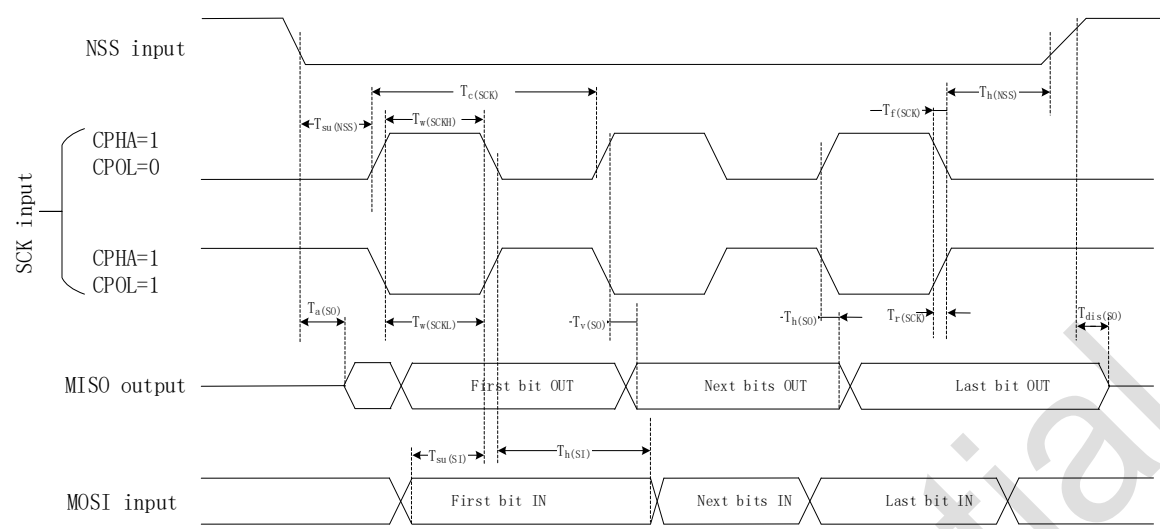 NSS input
Tc(SCK)
Th(NSS)
Tsu(NSS)
Tw(SCKH)
Tf(SCK)
CPHA=1
CPOL=0
SCK input
CPHA=1
CPOL=1
Ta(SO)
Tw(SCKL)
Tv(SO)
Th(SO)
Tr(SCK)
Tdis(SO)
MISO output
First bit OUT
Next bits OUT
Last bit OUT
Tsu(SI)
Th(SI)
MOSI input
First bit IN
Next bits IN
Last bit IN